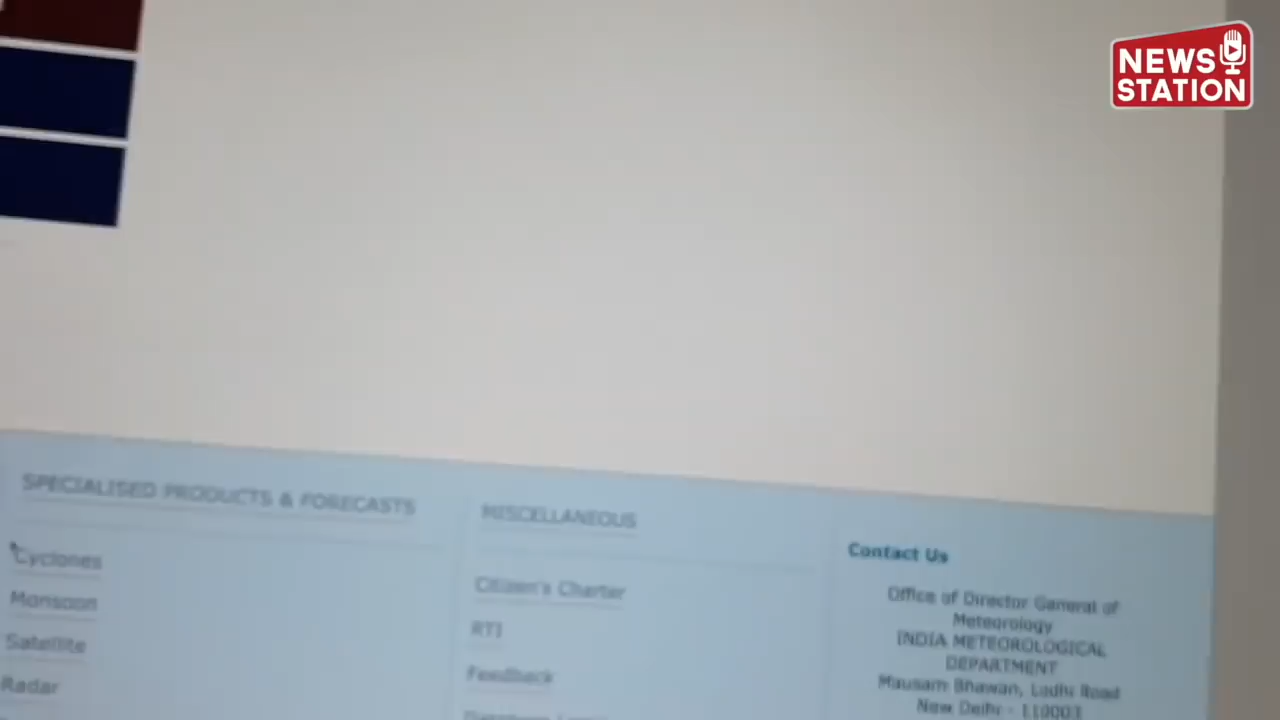 NEWS
STATION
SPECIALISED PRODUCTS & FORECASTS
Cyclones
Monsoon
Satellite
Radar
MISCELLANEOUS
Citizen's Charter
RTI
Feedback
Contact Us
Office of Director General of
Meteorology
INDIA METEOROLOGICAL
DEPARTMENT
Mausam Bhawan, Lodhi Road
New Delhi - 110003